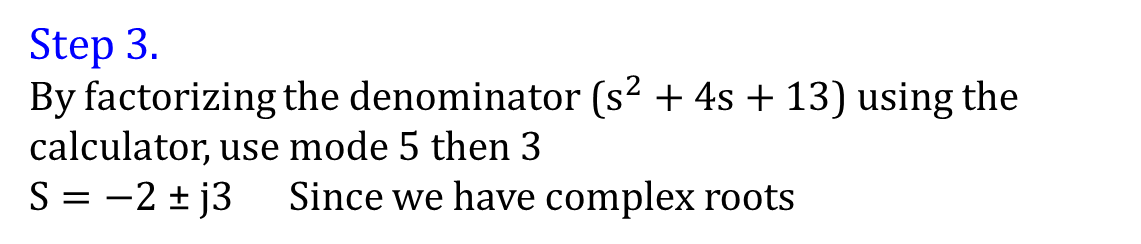 Step 3.
By factorizing the denominator (s² + 4s + 13) using the
calculator, use mode 5 then 3
S = −2 ± j3 Since we have complex roots